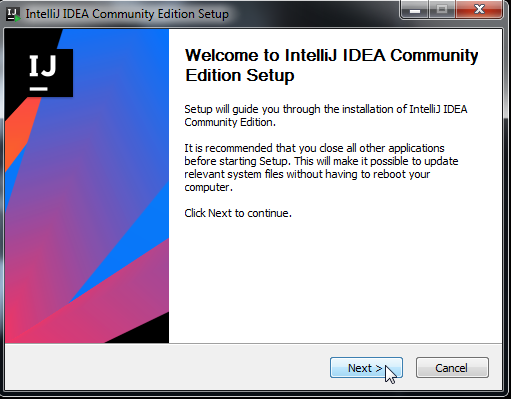 IntelliJ IDEA Community Edition Setup
IJ
Welcome to IntelliJ IDEA Community
Edition Setup
Setup will guide you through the installation of IntelliJ IDEA
Community Edition.
It is recommended that you close all other applications
before starting Setup. This will make it possible to update
relevant system files without having to reboot your
computer.
Click Next to continue.
Next >
Cancel